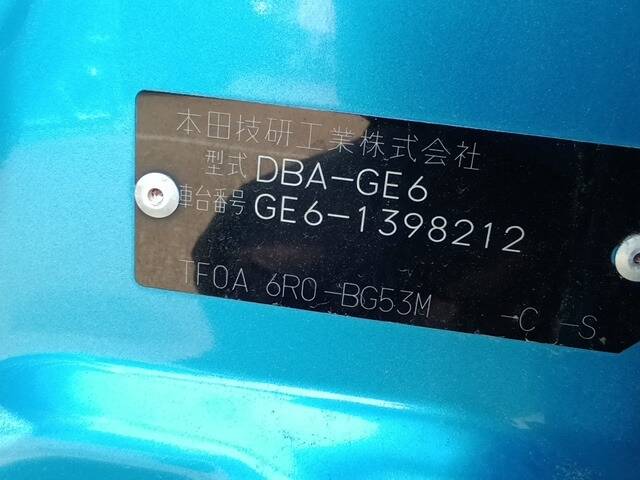 本田技研工業株式会社
型式 DBA-GE6
車台番号 GE6-1398212
TF0A 6R0-BG53M -C -S